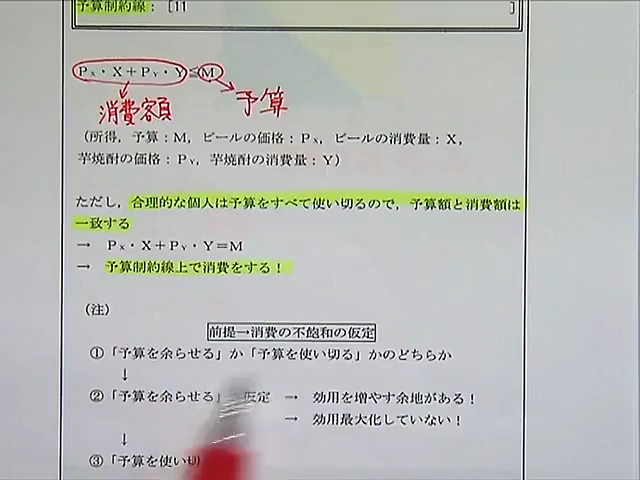 予算制約線：[11 ]
Px・X＋PY・Y≦M
消費額 予算
（所得，予算：M，ビールの価格：Px，ビールの消費量：X，
芋焼酎の価格：PY，芋焼酎の消費量：Y）
ただし，合理的な個人は予算をすべて使い切るので，予算額と消費額は
一致する
→ Px・X＋PY・Y＝M
→ 予算制約線上で消費をする！
（注）
前提→消費の不飽和の仮定
①「予算を余らせる」か「予算を使い切る」かのどちらか
↓
②「予算を余らせる」 仮定 → 効用を増やす余地がある！
→ 効用最大化していない！
↓
③「予算を使い切